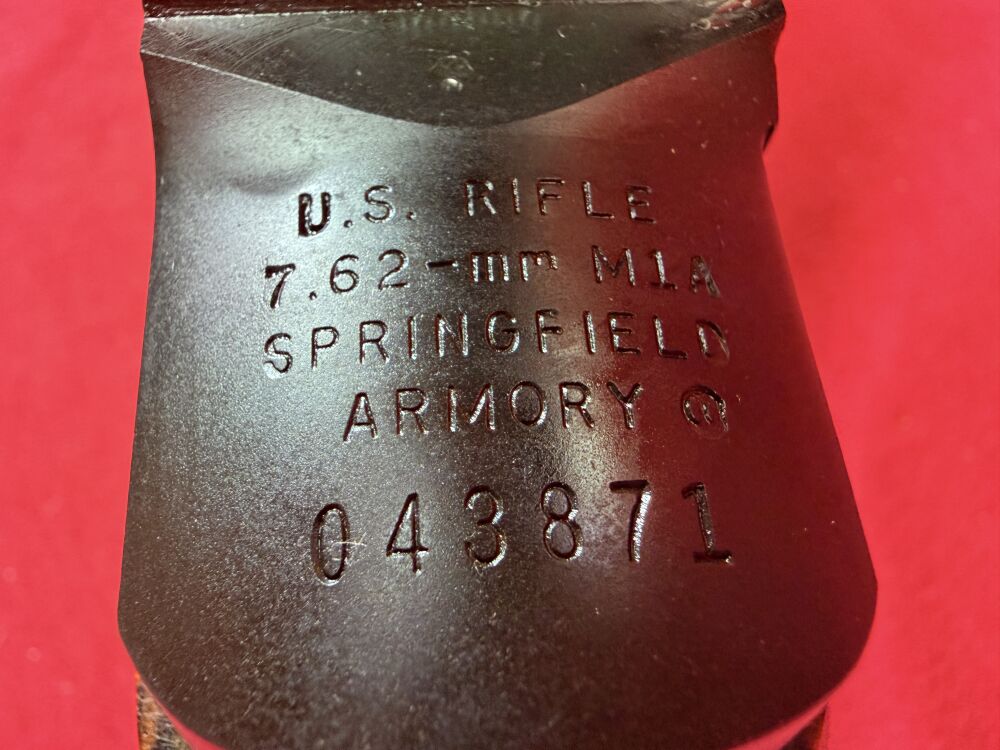 U.S. RIFLE
7.62-mm M1A
SPRINGFIELD
ARMORY ®
043871